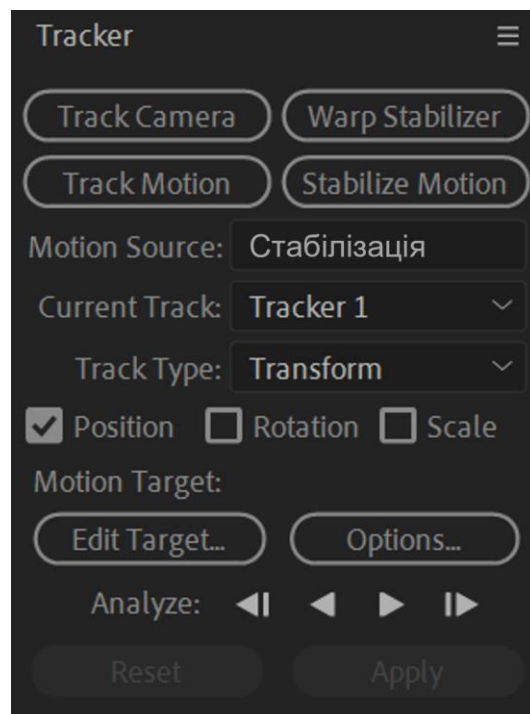 Tracker
Track Camera Warp Stabilizer
Track Motion Stabilize Motion
Motion Source: Стабілізація
Current Track: Tracker 1
Track Type: Transform
Position Rotation Scale
Motion Target:
Edit Target... Options...
Analyze:
Reset Apply